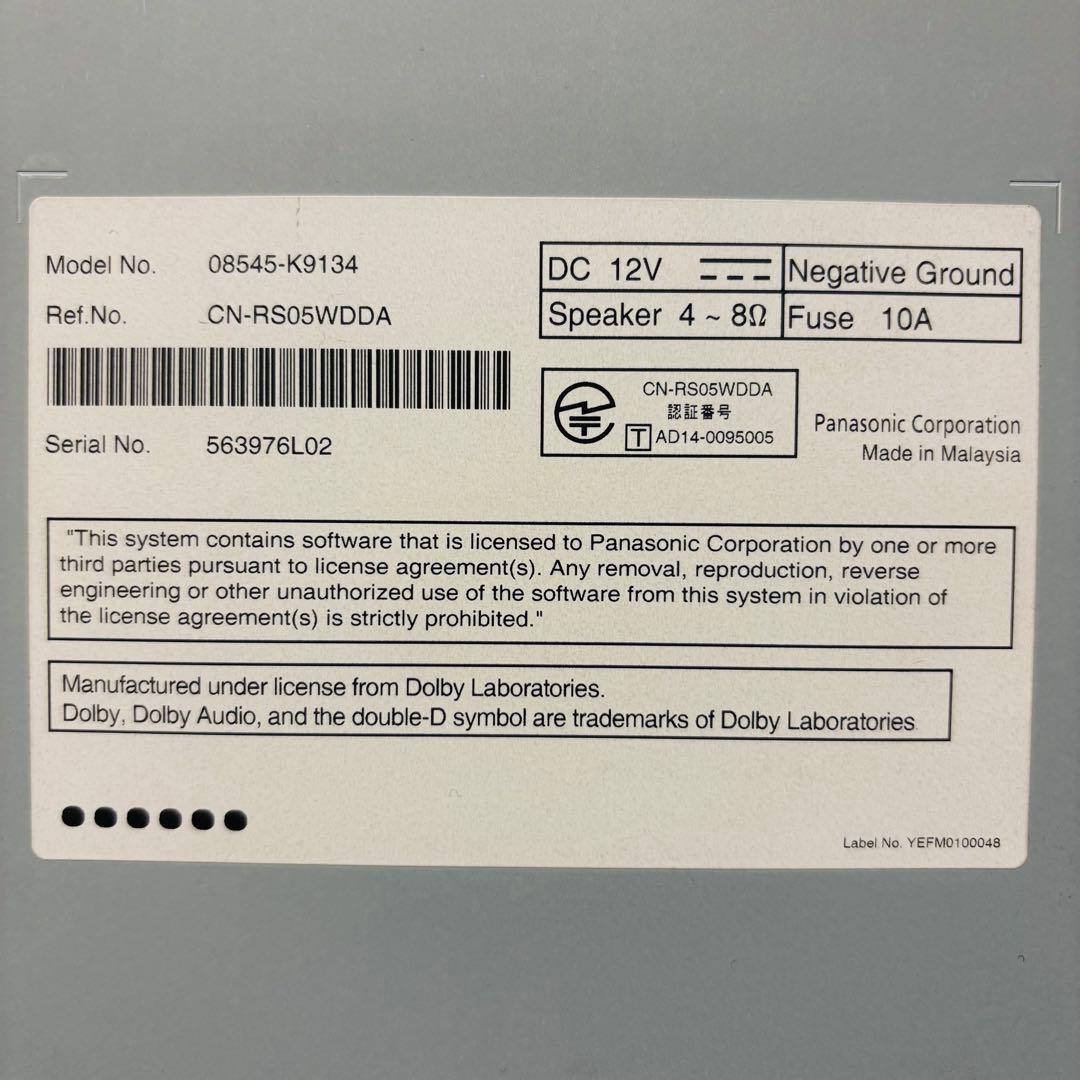 Model No. 08545-K9134
Ref.No. CN-RS05WDDA
Serial No. 563976L02
DC 12V Negative Ground
Speaker 4 ~ 8Ω Fuse 10A
CN-RS05WDDA
認証番号
T AD14-0095005
Panasonic Corporation
Made in Malaysia
"This system contains software that is licensed to Panasonic Corporation by one or more
third parties pursuant to license agreement(s). Any removal, reproduction, reverse
engineering or other unauthorized use of the software from this system in violation of
the license agreement(s) is strictly prohibited."
Manufactured under license from Dolby Laboratories.
Dolby, Dolby Audio, and the double-D symbol are trademarks of Dolby Laboratories.
Label No. YEFM0100048